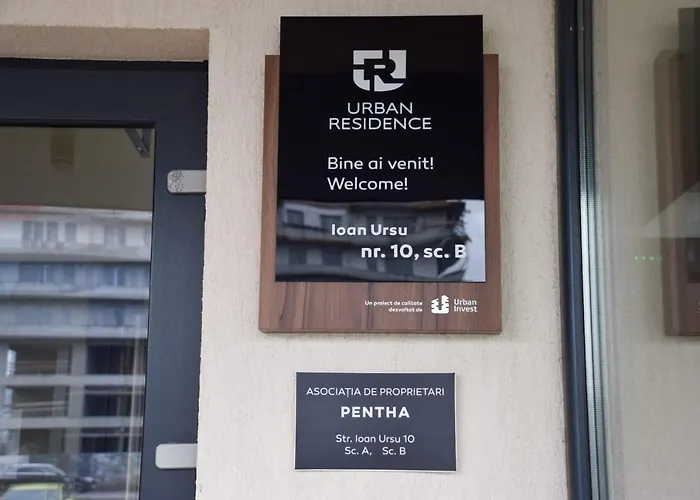 URBAN
RESIDENCE
Bine ai venit!
Welcome!
Ioan Ursu
nr. 10, sc. B
Un proiect de calitate
dezvoltat de
Urban
Invest
ASOCIAȚIA DE PROPRIETARI
PENTHA
Str. Ioan Ursu 10
Sc. A, Sc. B